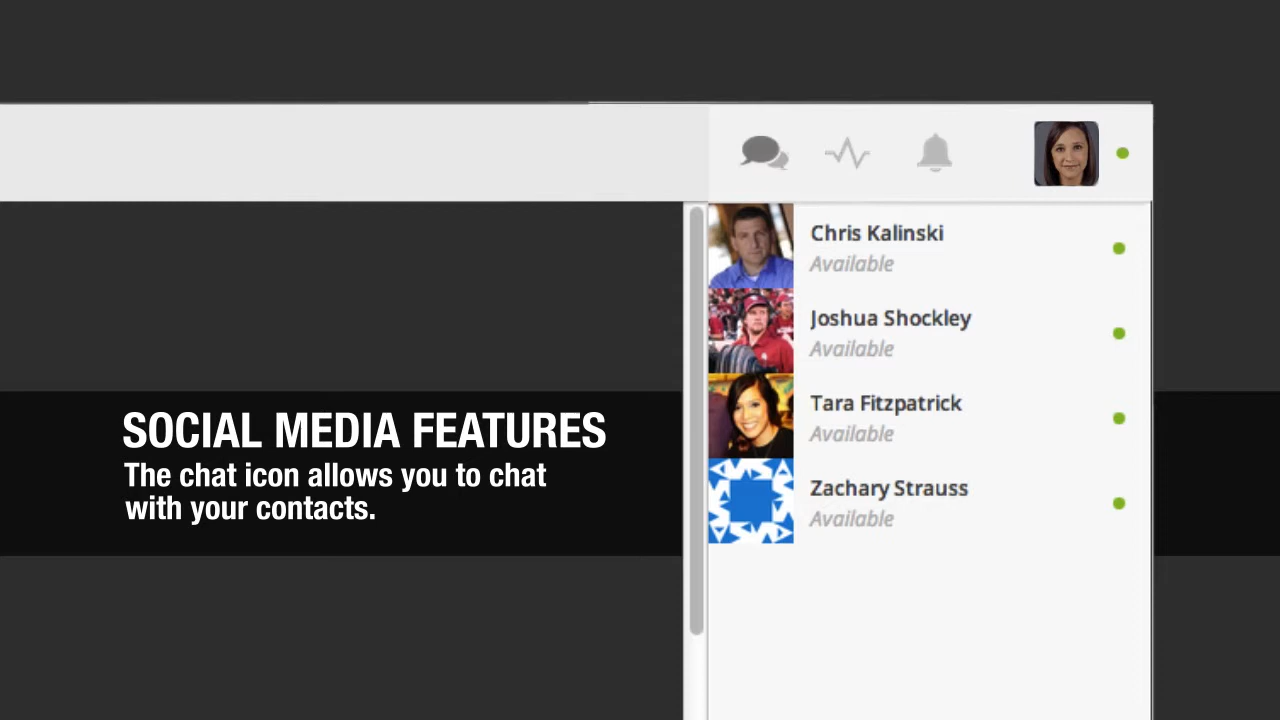 Chris Kalinski
Available
Joshua Shockley
Available
Tara Fitzpatrick
Available
Zachary Strauss
Available
SOCIAL MEDIA FEATURES
The chat icon allows you to chat
with your contacts.